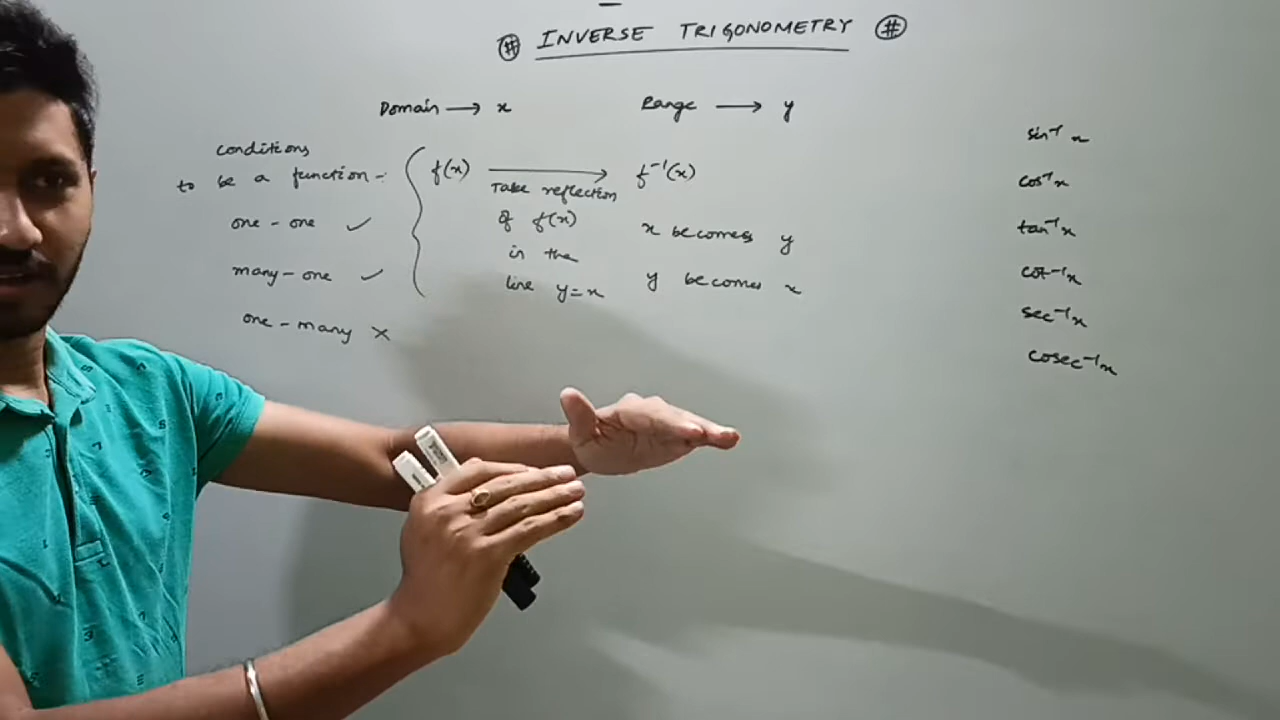 # INVERSE TRIGONOMETRY #
Domain → x
Range → y
conditions
to be a function :-
one - one ✓
many - one ✓
one - many ×
f(x) → f⁻¹(x)
Take reflection
of f(x)
in the
line y=x
x becomes y
y becomes x
sin⁻¹ x
cos⁻¹x
tan⁻¹x
cot⁻¹x
sec⁻¹x
cosec⁻¹x